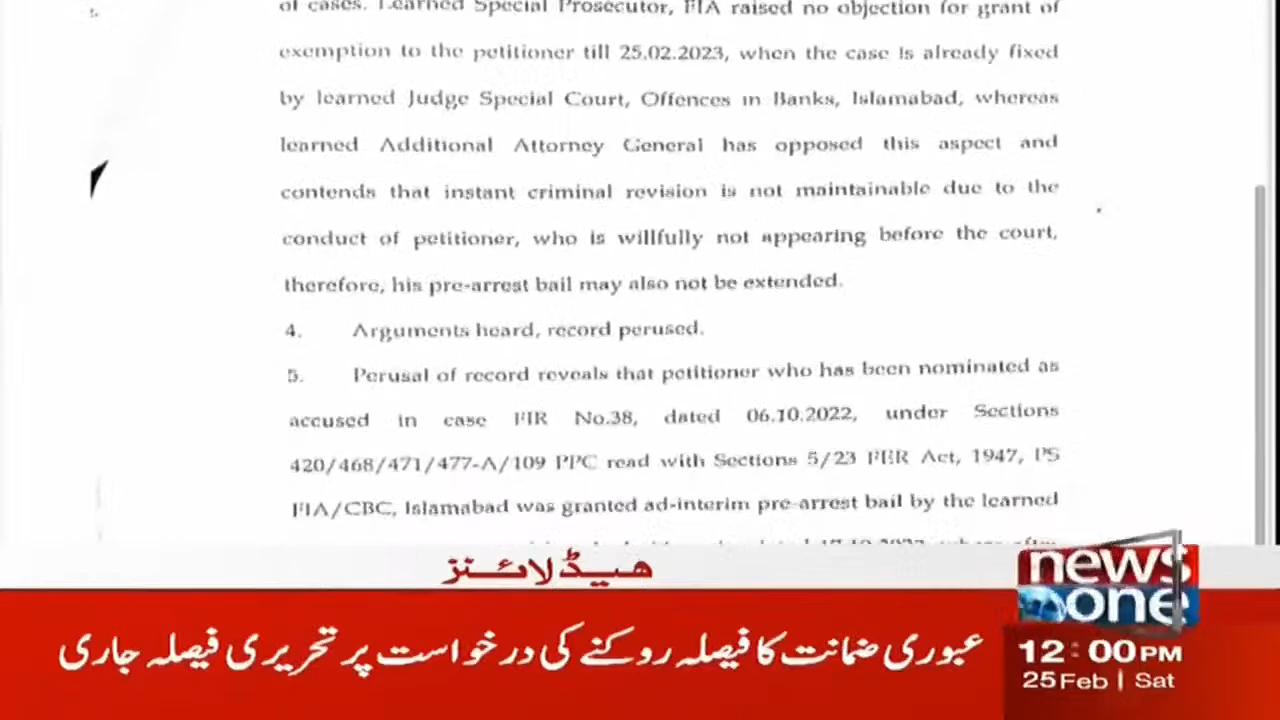 of cases. Learned Special Prosecutor, FIA raised no objection for grant of
exemption to the petitioner till 25.02.2023, when the case is already fixed
by learned Judge Special Court, Offences in Banks, Islamabad, whereas
learned Additional Attorney General has opposed this aspect and
contends that instant criminal revision is not maintainable due to the
conduct of petitioner, who is willfully not appearing before the court,
therefore, his pre-arrest bail may also not be extended.
4. Arguments heard, record perused.
5. Perusal of record reveals that petitioner who has been nominated as
accused in case FIR No.38, dated 06.10.2022, under Sections
420/468/471/477-A/109 PPC read with Sections 5/23 FER Act, 1947, PS
FIA/CBC, Islamabad was granted ad-interim pre-arrest bail by the learned
ہیڈلائنز
news
one
عبوری ضمانت کا فیصلہ روکنے کی درخواست پر تحریری فیصلہ جاری
12:00PM
25 Feb | Sat